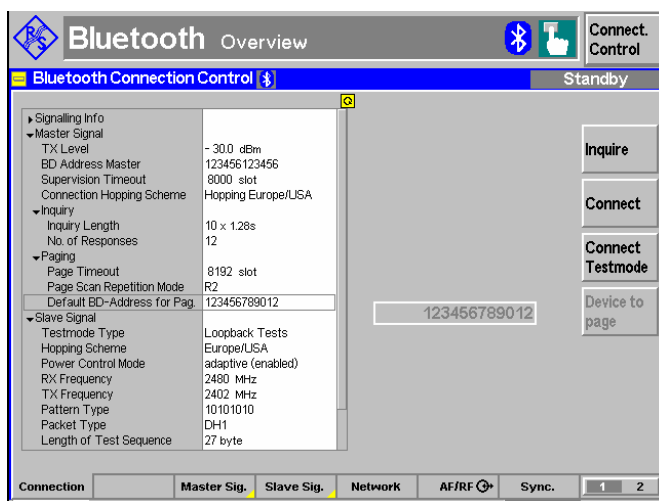 R S
Bluetooth Overview
Connect. Control
Bluetooth Connection Control
Standby
Signalling Info
Master Signal
TX Level - 30.0 dBm
BD Address Master 123456123456
Supervision Timeout 8000 slot
Connection Hopping Scheme Hopping Europe/USA
Inquiry
Inquiry Length 10 x 1.28s
No. of Responses 12
Paging
Page Timeout 8192 slot
Page Scan Repetition Mode R2
Default BD-Address for Pag. 123456789012
Slave Signal
Testmode Type Loopback Tests
Hopping Scheme Europe/USA
Power Control Mode adaptive (enabled)
RX Frequency 2480 MHz
TX Frequency 2402 MHz
Pattern Type 10101010
Packet Type DH1
Length of Test Sequence 27 byte
123456789012
Inquire
Connect
Connect Testmode
Device to page
Connection Master Sig. Slave Sig. Network AF/RF Sync. 1 2